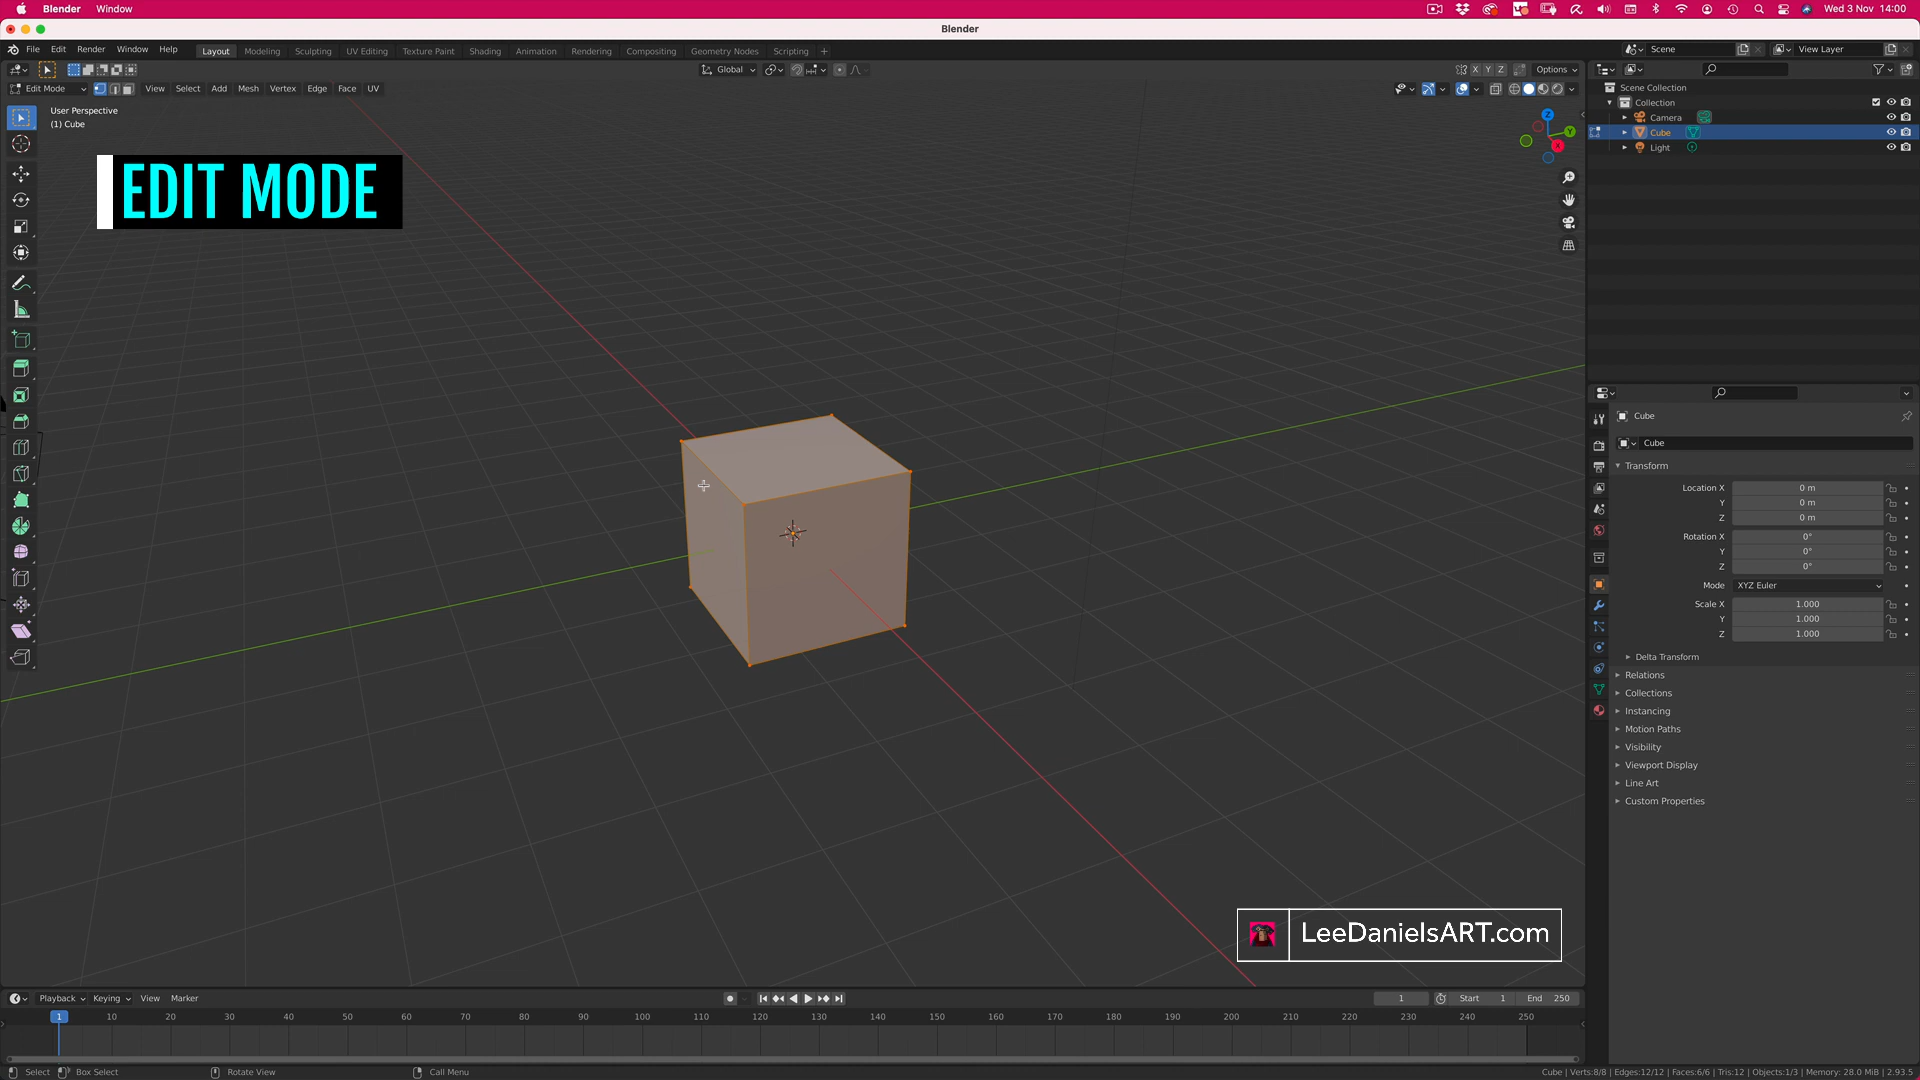 Blender Window Wed 3 Nov 14:00
Blender
File Edit Render Window Help Layout Modeling Sculpting UV Editing Texture Paint Shading Animation Rendering Compositing Geometry Nodes Scripting + Scene View Layer
Global X Y Z Options
Edit Mode View Select Add Mesh Vertex Edge Face UV
User Perspective
(1) Cube
EDIT MODE
Z
Y
X
Scene Collection
Collection
Camera
Cube
Light
Cube
Cube
Transform
Location X 0 m
Y 0 m
Z 0 m
Rotation X 0°
Y 0°
Z 0°
Mode XYZ Euler
Scale X 1.000
Y 1.000
Z 1.000
Delta Transform
Relations
Collections
Instancing
Motion Paths
Visibility
Viewport Display
Line Art
Custom Properties
LeeDanielsART.com
Playback Keying View Marker 1 Start 1 End 250
1 10 20 30 40 50 60 70 80 90 100 110 120 130 140 150 160 170 180 190 200 210 220 230 240 250
Select Box Select Rotate View Call Menu Cube | Verts:8/8 | Edges:12/12 | Faces:6/6 | Tris:12 | Objects:1/3 | Memory: 28.0 MiB | 2.93.5